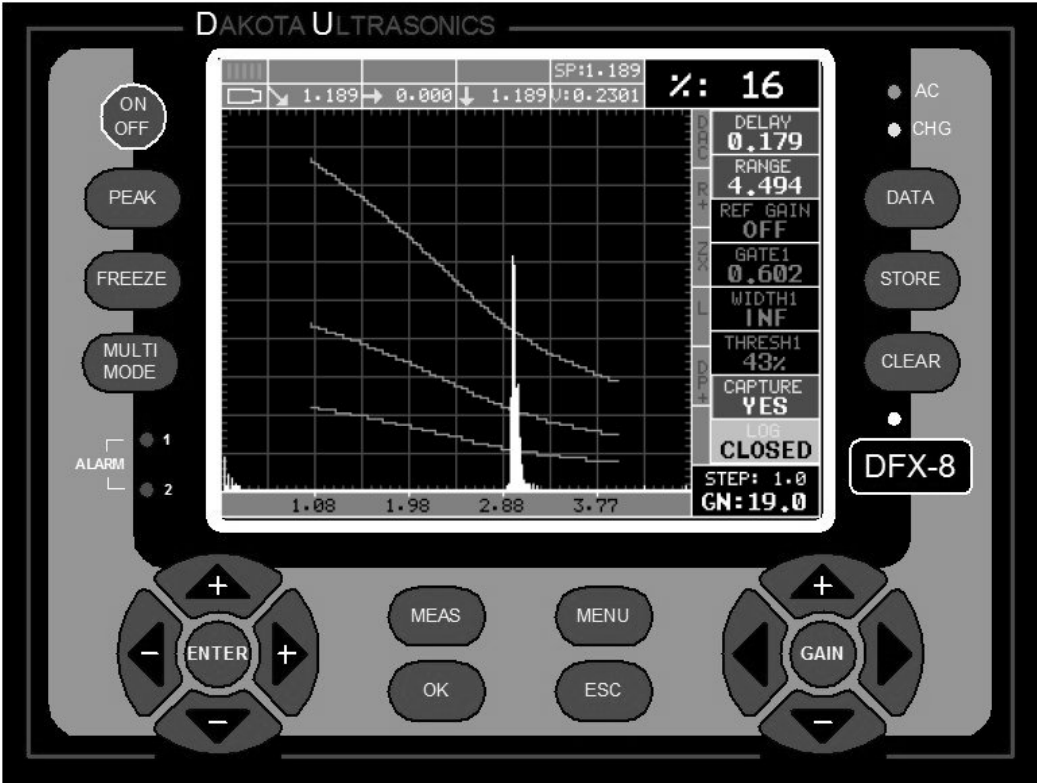 DAKOTA ULTRASONICS
SP:1.189
%: 16
1.189 0.000 1.189 V:0.2301
ON
OFF
PEAK
FREEZE
MULTI
MODE
ALARM
1
2
DAC
R+
ZX
L
DP+
DELAY
0.179
RANGE
4.494
REF GAIN
OFF
GATE1
0.602
WIDTH1
INF
THRESH1
43%
CAPTURE
YES
LOG
CLOSED
STEP: 1.0
GN:19.0
1.08 1.98 2.88 3.77
AC
CHG
DATA
STORE
CLEAR
DFX-8
+
-
ENTER
+
-
MEAS
MENU
OK
ESC
+
GAIN
-